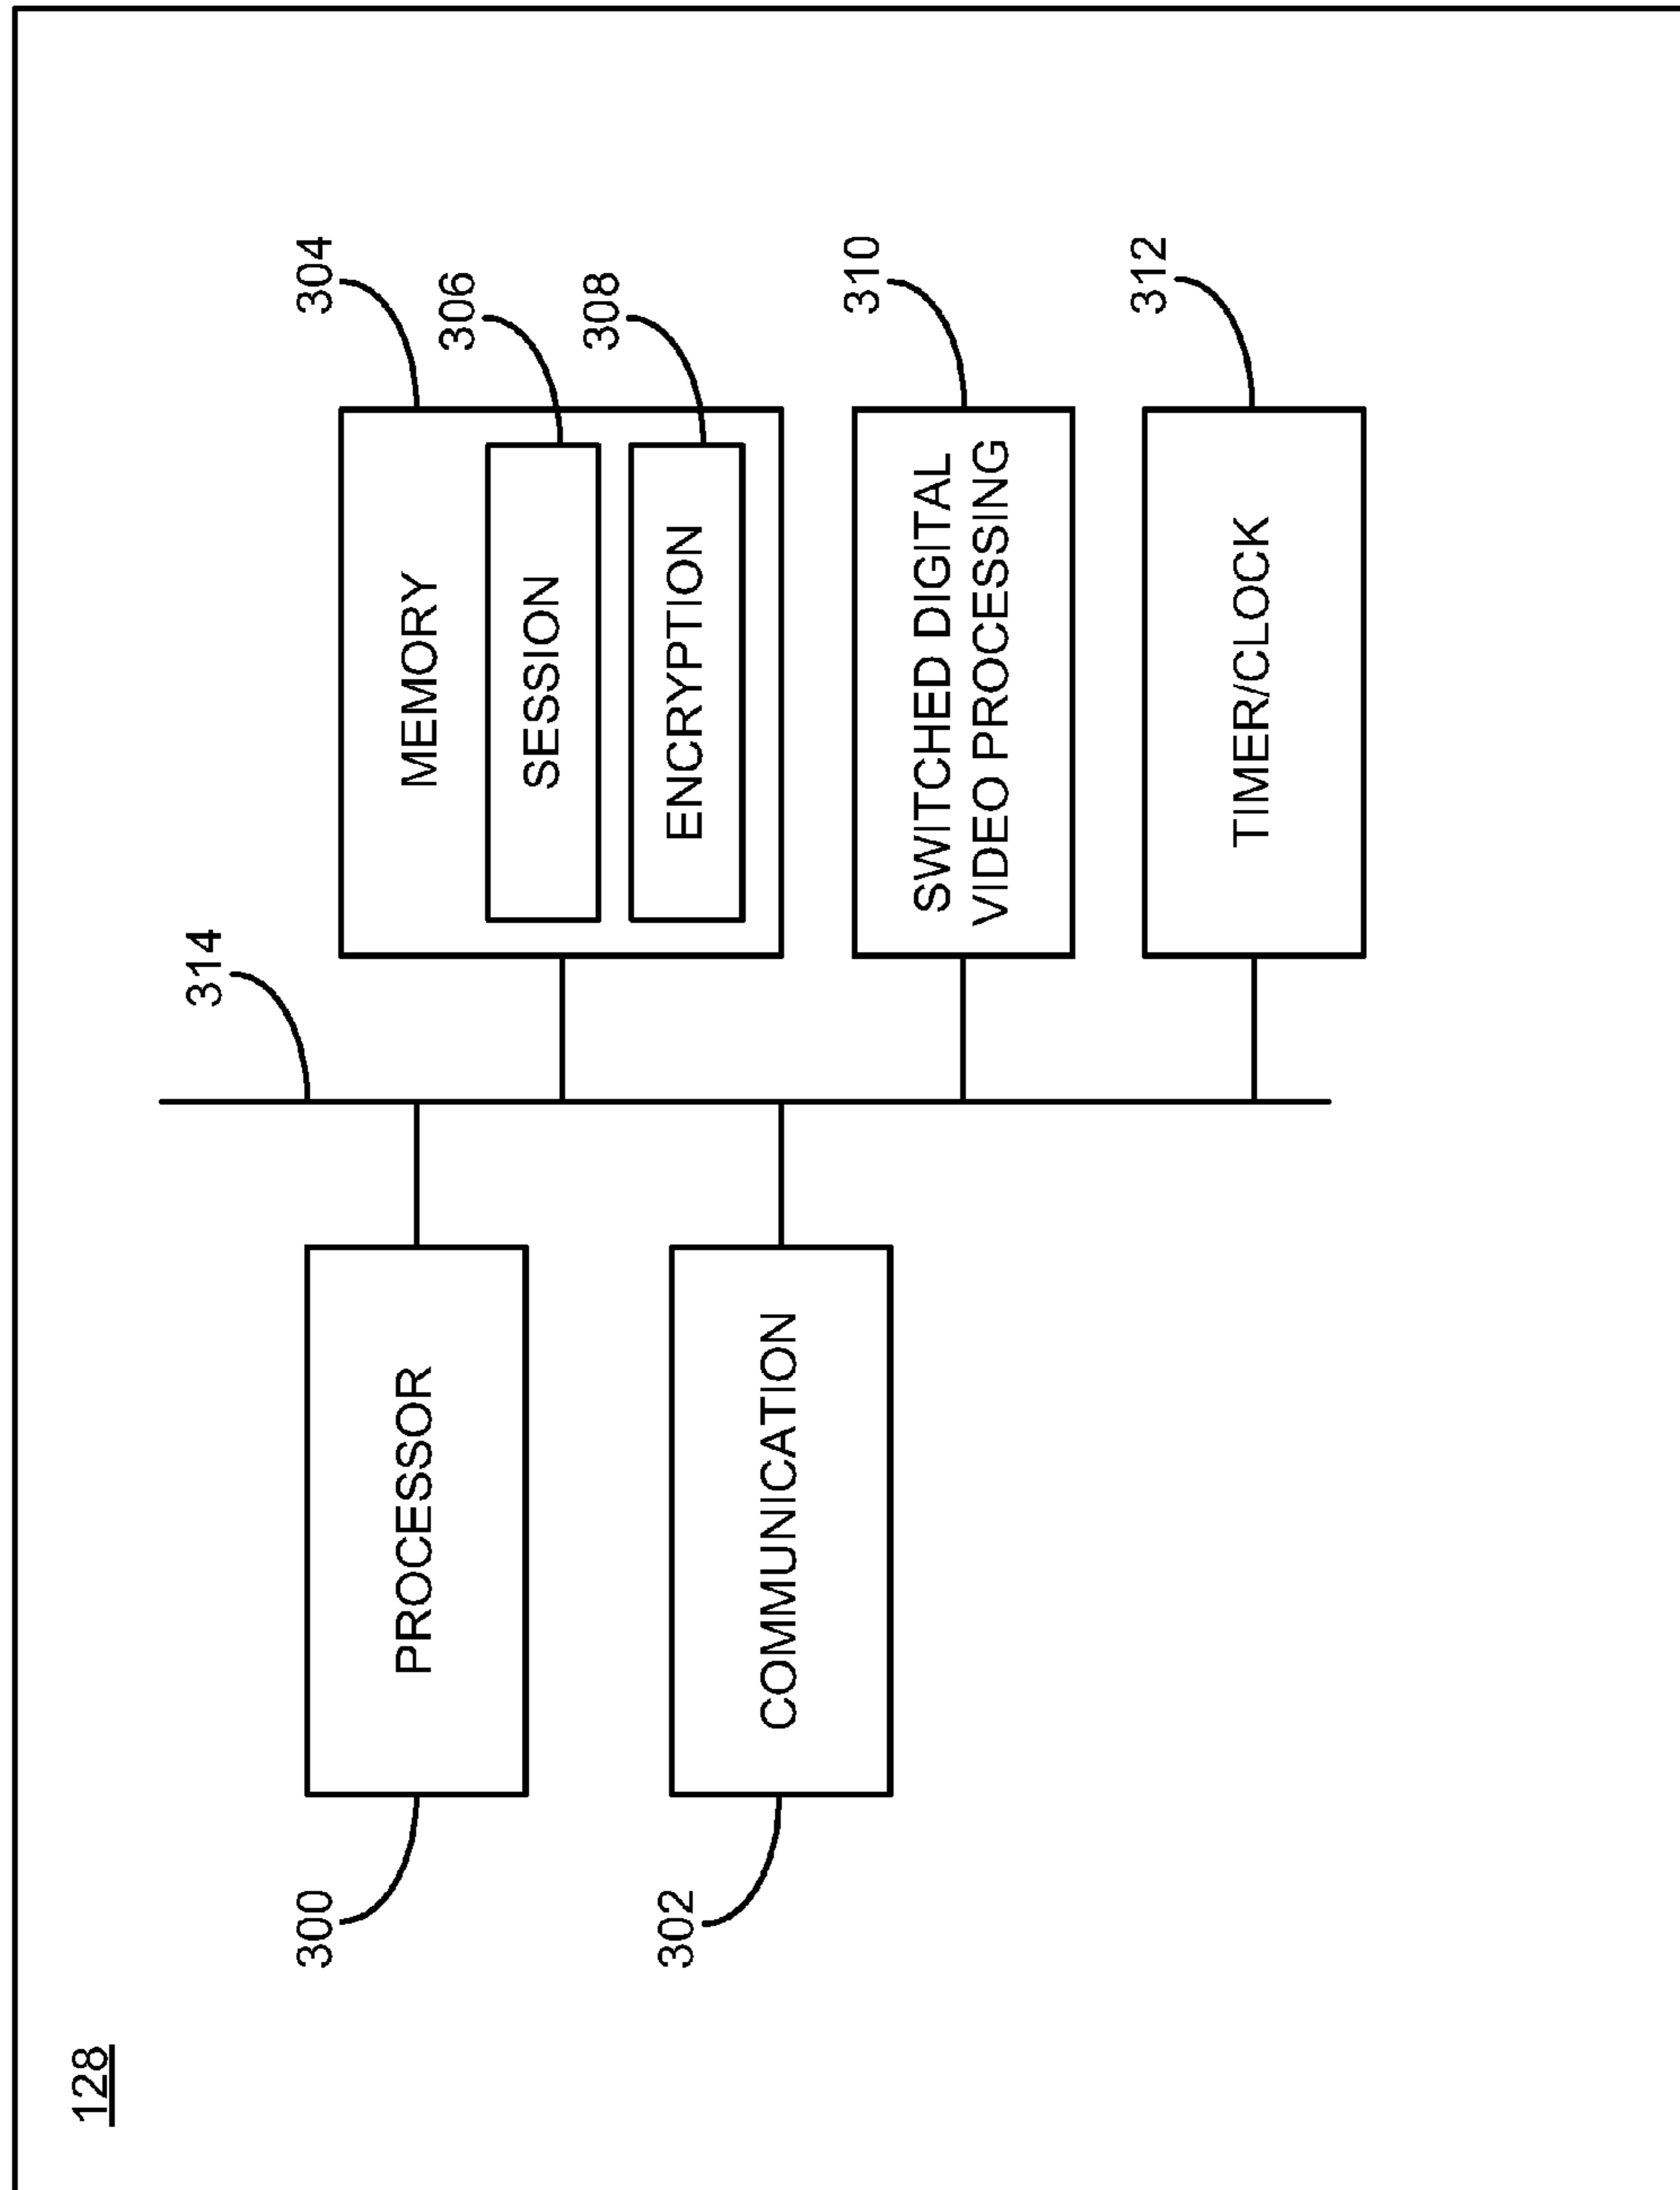 128
314
300
PROCESSOR
MEMORY
304
SESSION
306
ENCRYPTION
308
302
COMMUNICATION
SWITCHED DIGITAL
VIDEO PROCESSING
310
TIMER/CLOCK
312